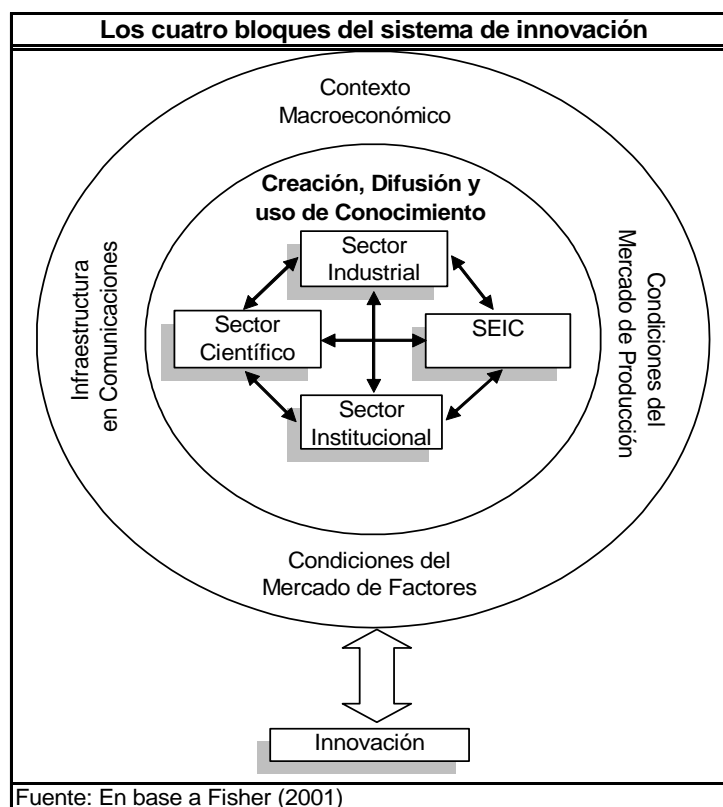 Los cuatro bloques del sistema de innovación
Contexto
Macroeconómico
Creación, Difusión y
uso de Conocimiento
Sector
Industrial
Infraestructura
en Comunicaciones
Sector
Científico
SEIC
Condiciones del
Mercado de Producción
Sector
Institucional
Condiciones del
Mercado de Factores
Innovación
Fuente: En base a Fisher (2001)